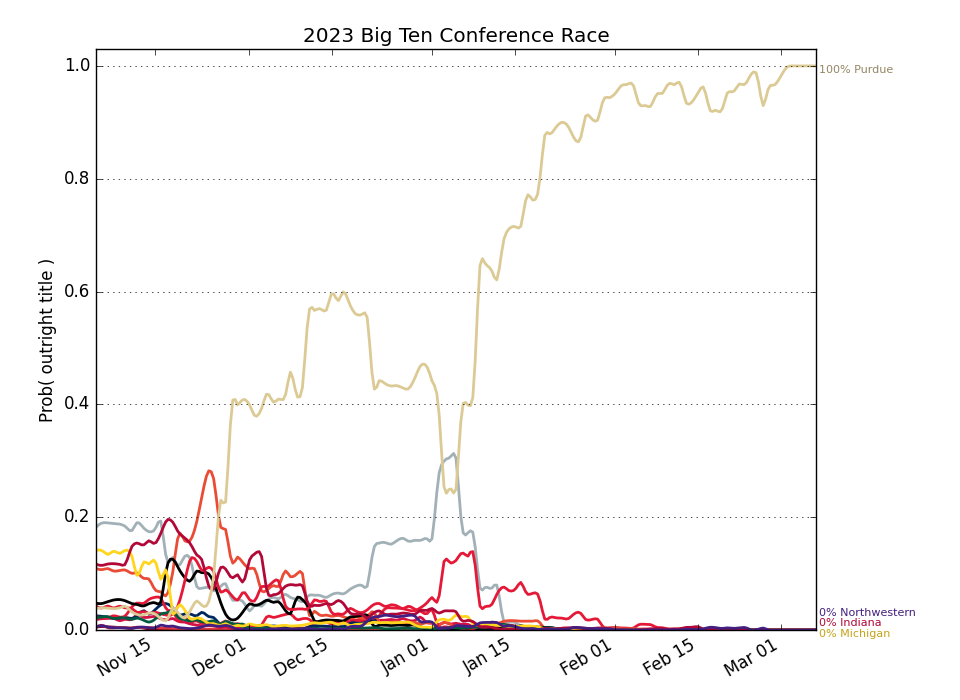 2023 Big Ten Conference Race
Prob( outright title )
1.0
0.8
0.6
0.4
0.2
0.0
100% Purdue
0% Northwestern
0% Indiana
0% Michigan
Nov 15
Dec 01
Dec 15
Jan 01
Jan 15
Feb 01
Feb 15
Mar 01